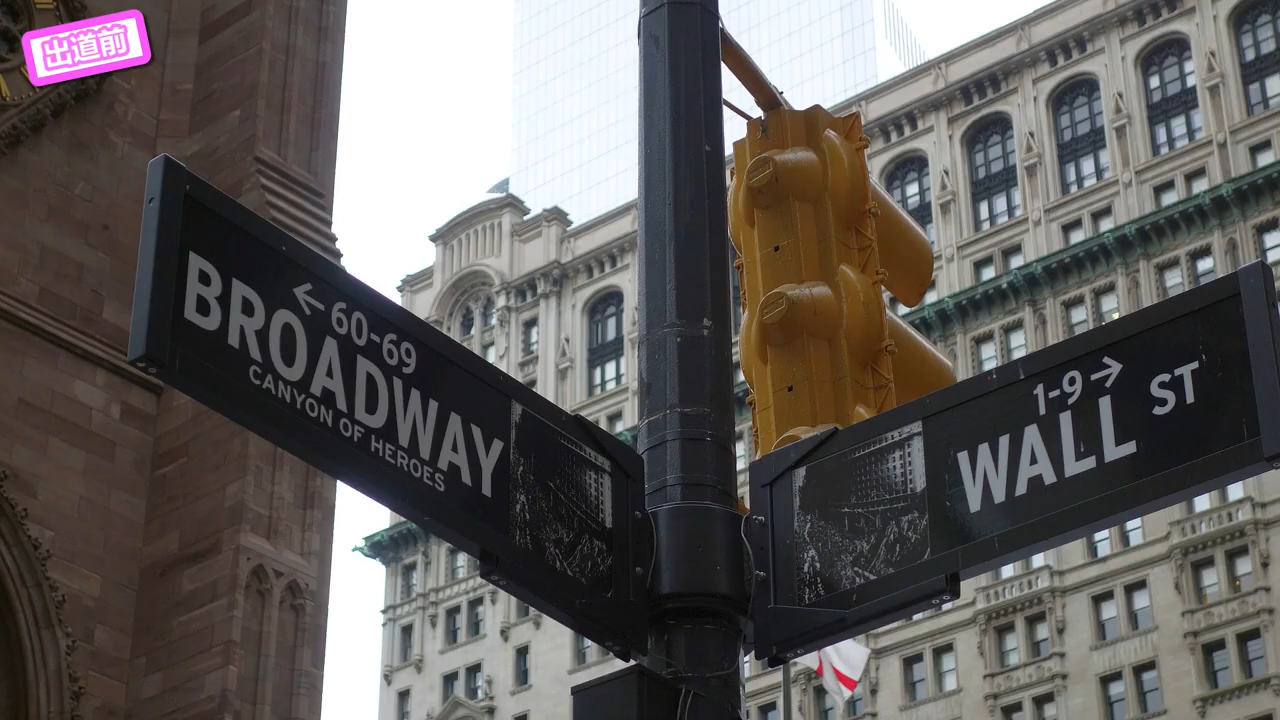 出道前
← 60-69
BROADWAY
CANYON OF HEROES
1-9 →
WALL ST